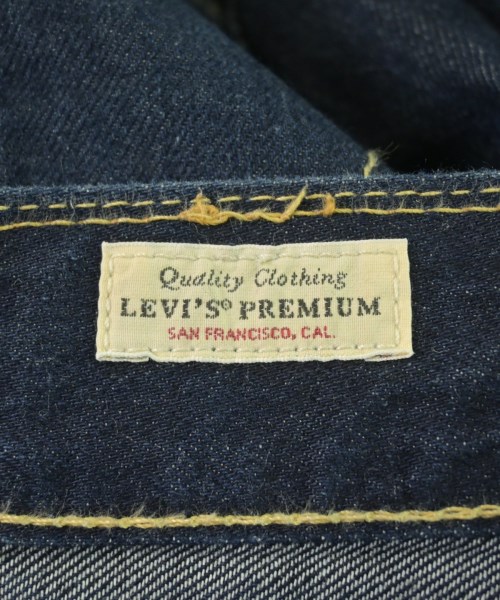 Quality Clothing
LEVI'S® PREMIUM
SAN FRANCISCO, CAL.